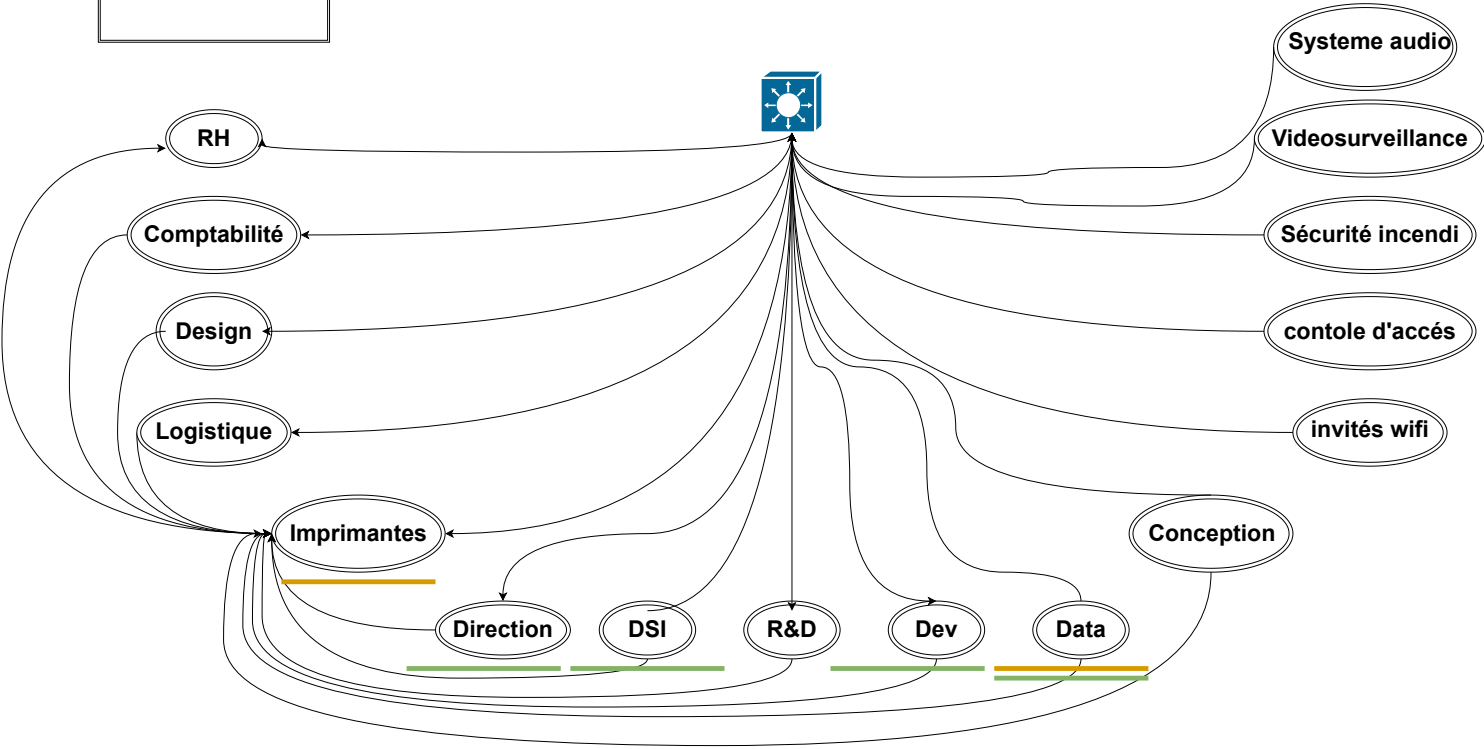 Systeme audio
RH
Videosurveillance
Comptabilité
Sécurité incendi
Design
contole d'accés
Logistique
invités wifi
Imprimantes
Conception
Direction
DSI
R&D
Dev
Data